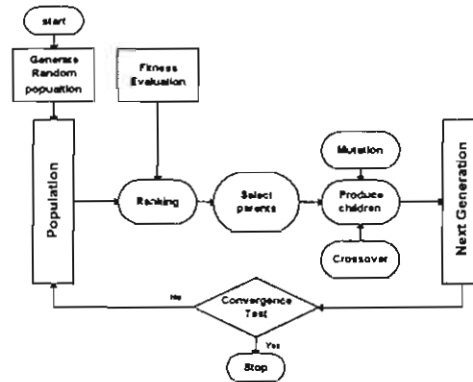 start
Generate
Random
popualtion
Fitness
Evaluation
Population
Ranking
Select
parents
Mutation
Produce
children
Crossover
Next Generation
No
Convergence
Test
Yes
Stop